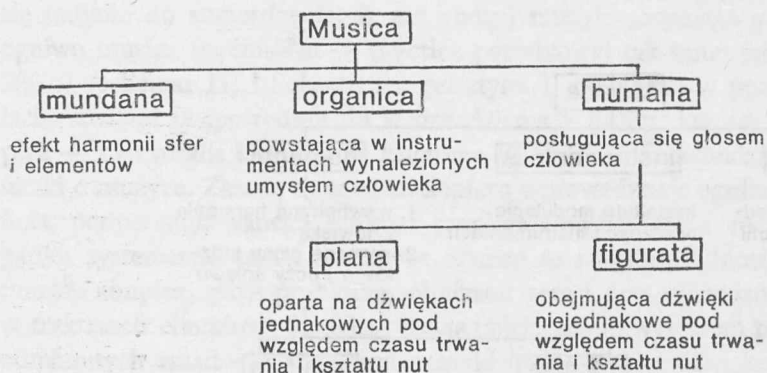 Musica
mundana
organica
humana
efekt harmonii sfer
i elementów
powstająca w instru-
mentach wynalezionych
umysłem człowieka
posługująca się głosem
człowieka
plana
figurata
oparta na dźwiękach
jednakowych pod
względem czasu trwa-
nia i kształtu nut
obejmująca dźwięki
niejednakowe pod
względem czasu trwa-
nia i kształtu nut